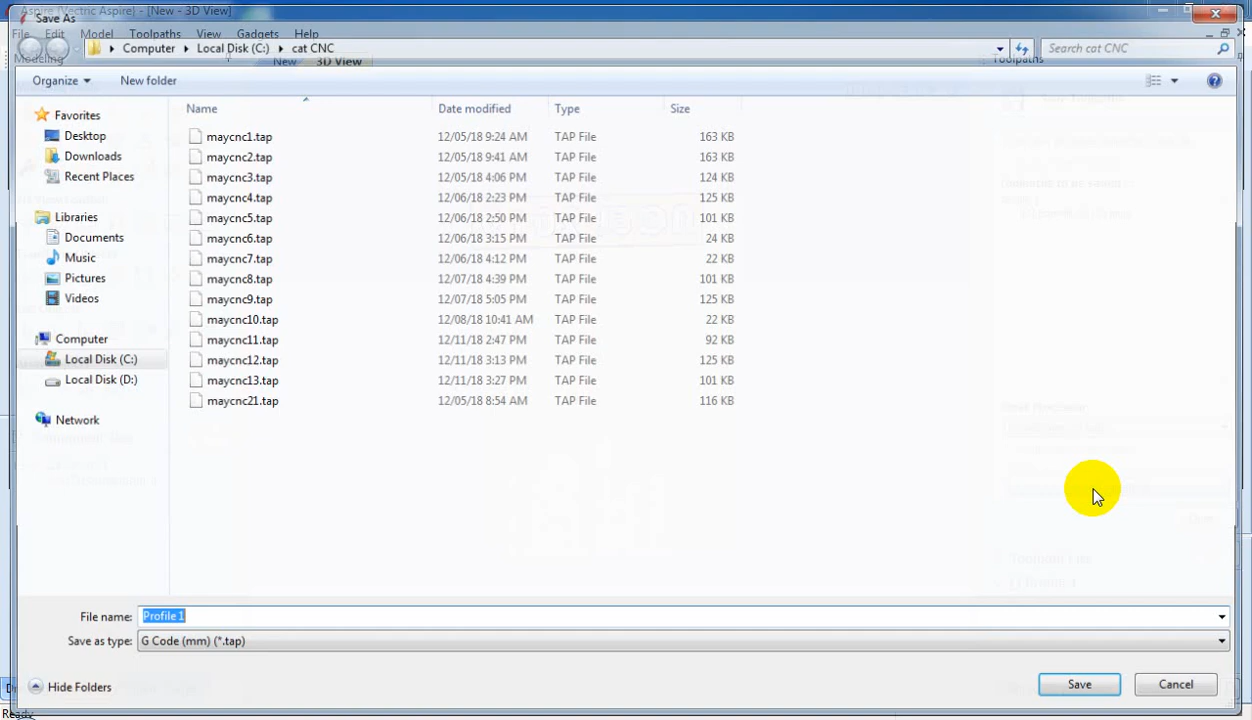 Aspire (Vectric Aspire) - [New - 3D View]
Save As
File Edit Model Toolpaths View Gadgets Help
Computer Local Disk (C:) cat CNC
Search cat CNC
Modeling
New 3D View
Toolpaths
Organize New folder
Name Date modified Type Size
Favorites
Desktop
Downloads
Recent Places
Libraries
Documents
Music
Pictures
Videos
Computer
Local Disk (C:)
Local Disk (D:)
Network
maycnc1.tap 12/05/18 9:24 AM TAP File 163 KB
maycnc2.tap 12/05/18 9:41 AM TAP File 163 KB
maycnc3.tap 12/05/18 4:06 PM TAP File 124 KB
maycnc4.tap 12/06/18 2:23 PM TAP File 125 KB
maycnc5.tap 12/06/18 2:50 PM TAP File 101 KB
maycnc6.tap 12/06/18 3:15 PM TAP File 24 KB
maycnc7.tap 12/06/18 4:12 PM TAP File 22 KB
maycnc8.tap 12/07/18 4:39 PM TAP File 101 KB
maycnc9.tap 12/07/18 5:05 PM TAP File 125 KB
maycnc10.tap 12/08/18 10:41 AM TAP File 22 KB
maycnc11.tap 12/11/18 2:47 PM TAP File 92 KB
maycnc12.tap 12/11/18 3:13 PM TAP File 125 KB
maycnc13.tap 12/11/18 3:27 PM TAP File 101 KB
maycnc21.tap 12/05/18 8:54 AM TAP File 116 KB
File name: Profile 1
Save as type: G Code (mm) (*.tap)
Hide Folders
Save Cancel
Ready